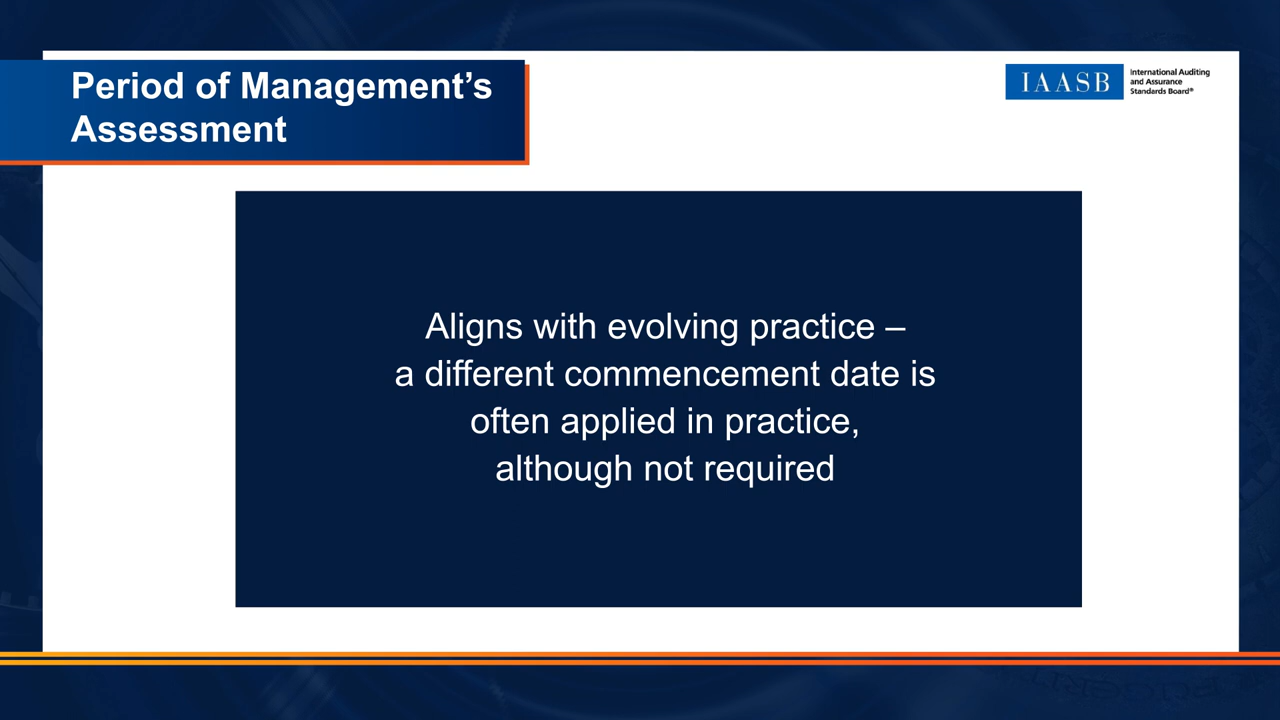 Period of Management’s
Assessment
IAASB
International Auditing
and Assurance
Standards Board®
Aligns with evolving practice –
a different commencement date is
often applied in practice,
although not required